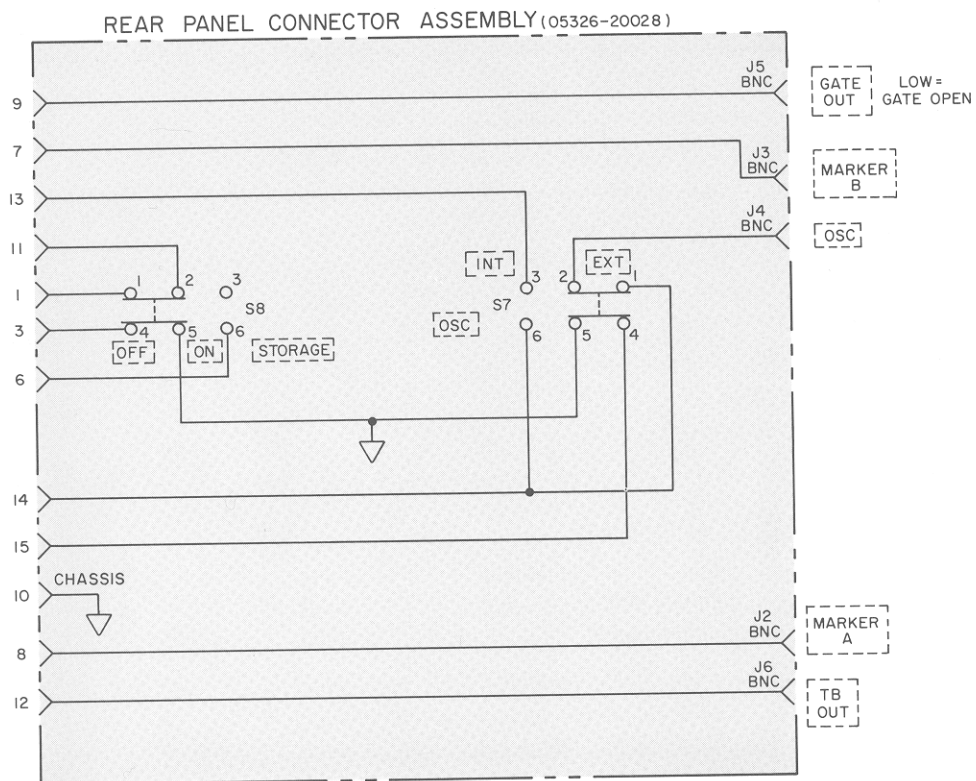 REAR PANEL CONNECTOR ASSEMBLY (05326-20028)
J5
BNC
GATE
OUT
LOW=
GATE OPEN
9
7
J3
BNC
MARKER
B
13
J4
BNC
OSC
11
INT
3
2
EXT
1
1
1
2
3
S8
S7
3
4
5
6
OSC
6
5
4
OFF
ON
STORAGE
6
14
15
CHASSIS
10
J2
BNC
MARKER
A
8
J6
BNC
TB
OUT
12